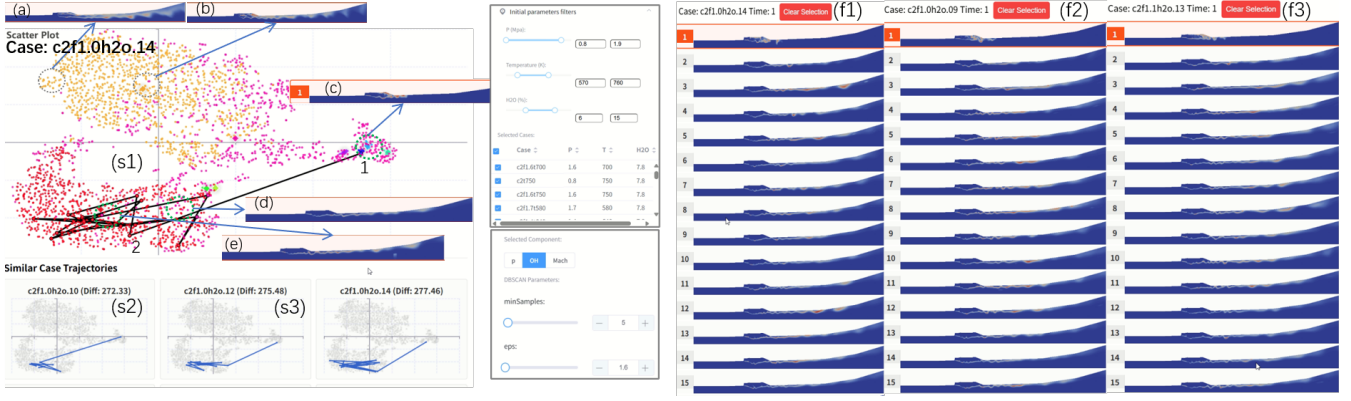 (a)
(b)
Scatter Plot
Case: c2f1.0h2o.14
(c)
1
(s1)
1
(d)
2
(e)
Similar Case Trajectories
c2f1.0h2o.10 (Diff: 272.33)
(s2)
c2f1.0h2o.12 (Diff: 275.48)
(s3)
c2f1.0h2o.14 (Diff: 277.46)
Initial parameters filters
P (Mpa):
0.8 1.9
Temperature (K):
570 760
H2O (%):
6 15
Selected Cases:
Case P T H2O
c2f1.6t700 1.6 700 7.8
c2t750 0.8 750 7.8
c2f1.6t750 1.6 750 7.8
c2f1.7t580 1.7 580 7.8
Selected Component:
p OH Mach
DBSCAN Parameters:
minSamples:
5
eps:
1.6
Case: c2f1.0h2o.14 Time: 1 Clear Selection (f1)
1
2
3
4
5
6
7
8
9
10
11
12
13
14
15
Case: c2f1.0h2o.09 Time: 1 Clear Selection (f2)
1
2
3
4
5
6
7
8
9
10
11
12
13
14
15
Case: c2f1.1h2o.13 Time: 1 Clear Selection (f3)
1
2
3
4
5
6
7
8
9
10
11
12
13
14
15